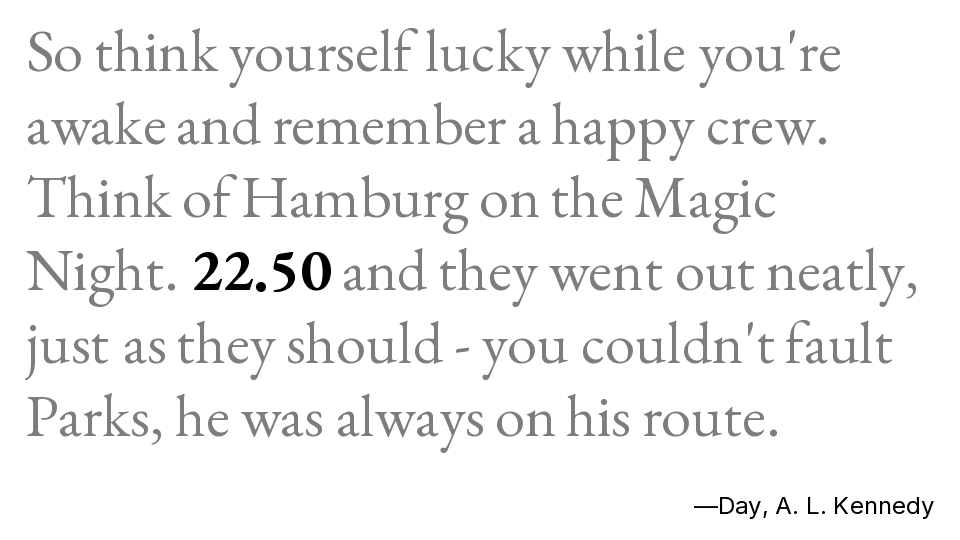 So think yourself lucky while you're
awake and remember a happy crew.
Think of Hamburg on the Magic
Night. 22.50 and they went out neatly,
just as they should - you couldn't fault
Parks, he was always on his route.
—Day, A. L. Kennedy